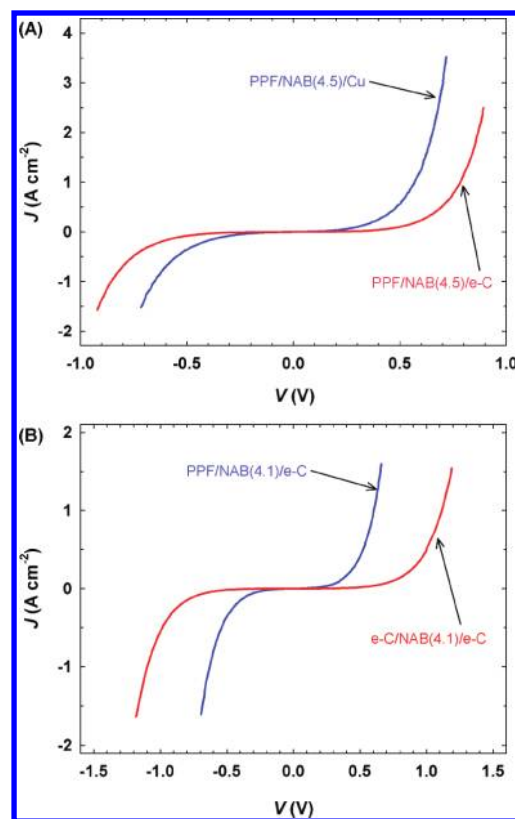 (A)
4
3
2
1
0
-1
-2
J (A cm⁻²)
PPF/NAB(4.5)/Cu
PPF/NAB(4.5)/e-C
-1.0 -0.5 0.0 0.5 1.0
V (V)
(B)
2
1
0
-1
-2
J (A cm⁻²)
PPF/NAB(4.1)/e-C
e-C/NAB(4.1)/e-C
-1.5 -1.0 -0.5 0.0 0.5 1.0 1.5
V (V)